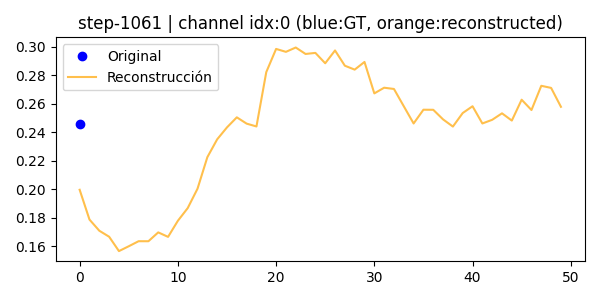 step-1061 | channel idx:0 (blue:GT, orange:reconstructed)
Original
Reconstrucción
0.30
0.28
0.26
0.24
0.22
0.20
0.18
0.16
0 10 20 30 40 50